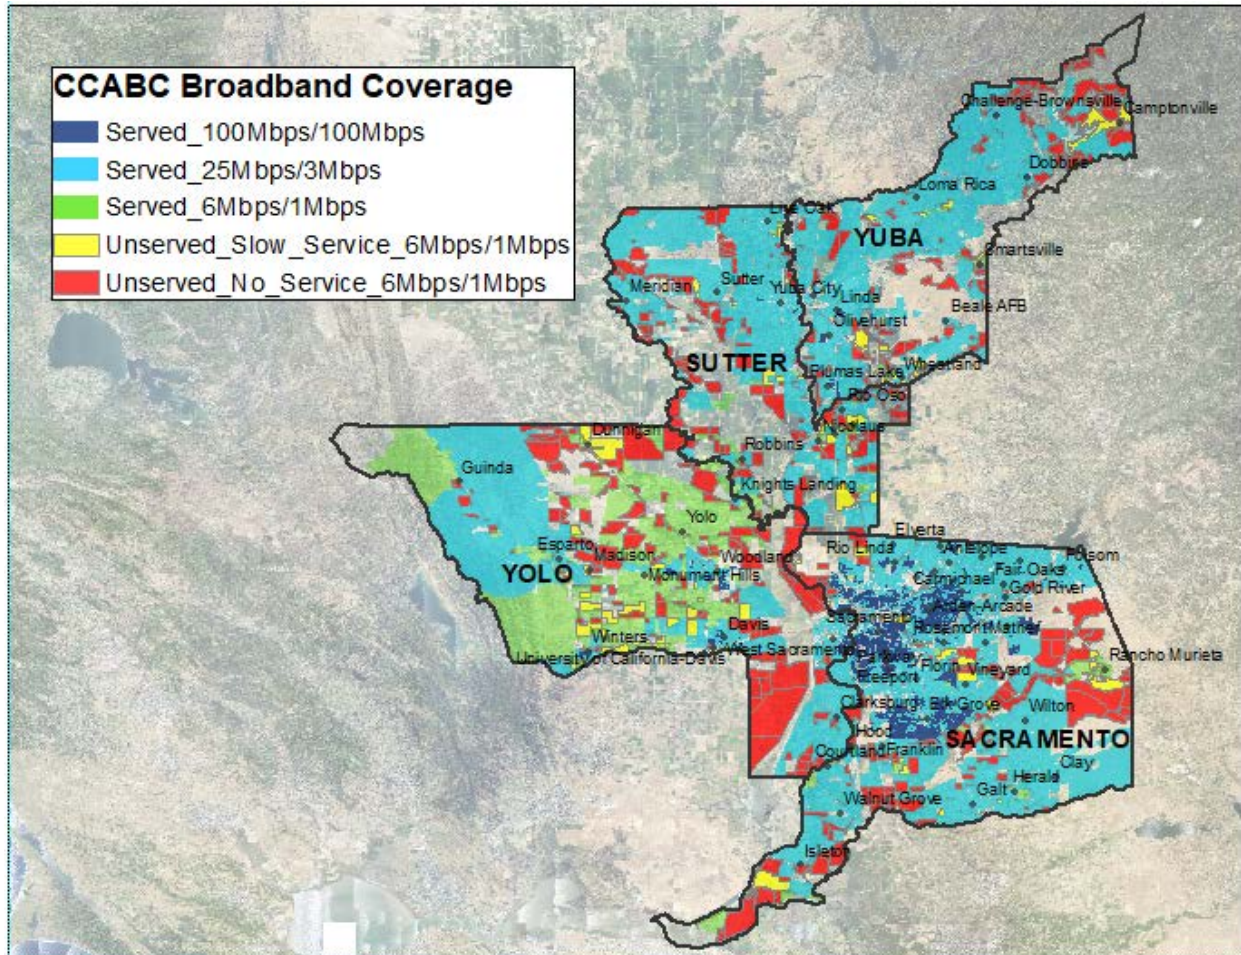 CCABC Broadband Coverage
Served_100Mbps/100Mbps
Served_25Mbps/3Mbps
Served_6Mbps/1Mbps
Unserved_Slow_Service_6Mbps/1Mbps
Unserved_No_Service_6Mbps/1Mbps
Challenge-Brownsville
Camptonville
Dobbins
Loma Rica
Live Oak
YUBA
Smartsville
Meridian
Sutter
Yuba City
Linda
Beale AFB
Olivehurst
SUTTER
Plumas Lake
Wheatland
Rio Oso
Nicolaus
Dunnigan
Robbins
Guinda
Knights Landing
Yolo
Elverta
Esparto
Madison
Woodland
Rio Linda
Antelope
Folsom
YOLO
Monument Hills
Carmichael
Fair Oaks
Gold River
Arden-Arcade
Winters
Davis
Sacramento
Rosemont
Mather
University of California-Davis
West Sacramento
Parkway
Florin
Vineyard
Rancho Murieta
Freeport
Clarksburg
Elk Grove
Wilton
Hood
SACRAMENTO
Courtland
Franklin
Clay
Herald
Walnut Grove
Galt
Isleton